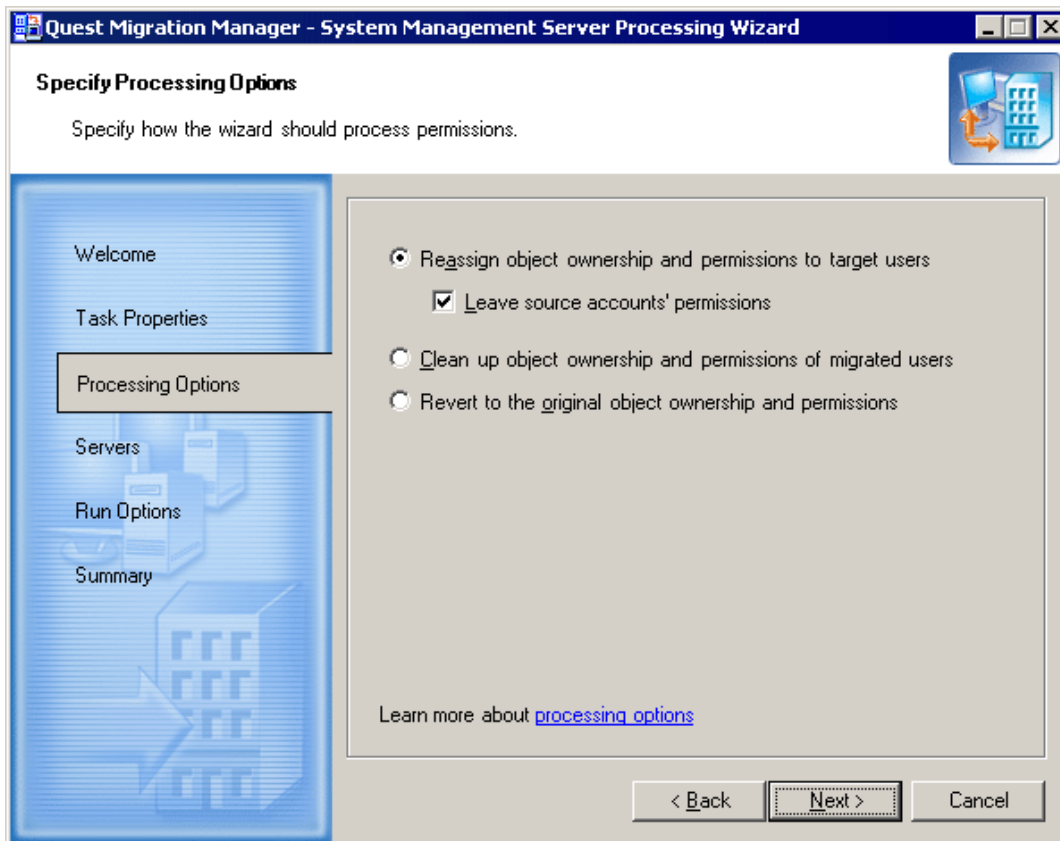 Quest Migration Manager - System Management Server Processing Wizard
Specify Processing Options
Specify how the wizard should process permissions.
Welcome
Task Properties
Processing Options
Servers
Run Options
Summary
Reassign object ownership and permissions to target users
Leave source accounts' permissions
Clean up object ownership and permissions of migrated users
Revert to the original object ownership and permissions
Learn more about processing options
< Back
Next >
Cancel